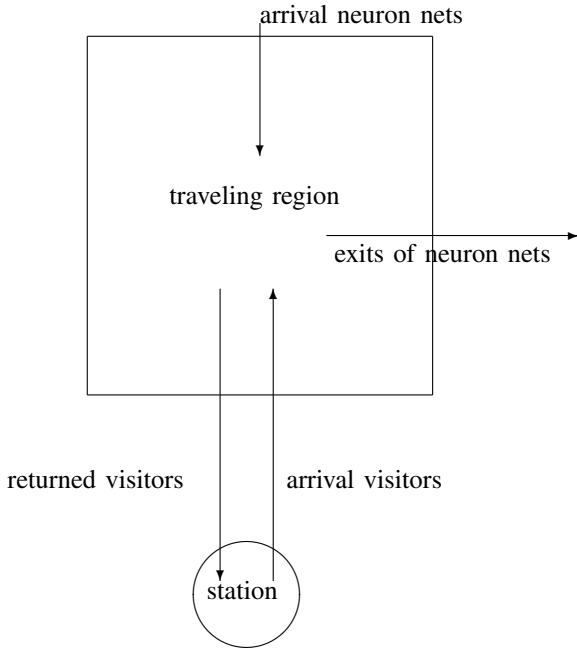 arrival neuron nets
traveling region
exits of neuron nets
returned visitors
arrival visitors
station